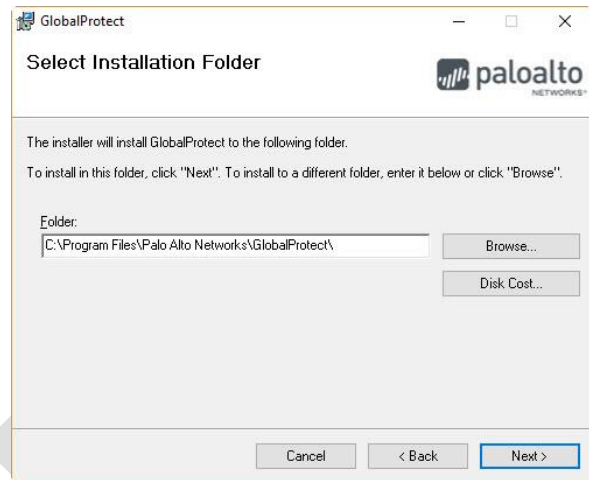 GlobalProtect
Select Installation Folder
paloalto
NETWORKS
The installer will install GlobalProtect to the following folder.
To install in this folder, click "Next". To install to a different folder, enter it below or click "Browse".
Folder:
C:\Program Files\Palo Alto Networks\GlobalProtect\
Browse...
Disk Cost...
Cancel
< Back
Next >